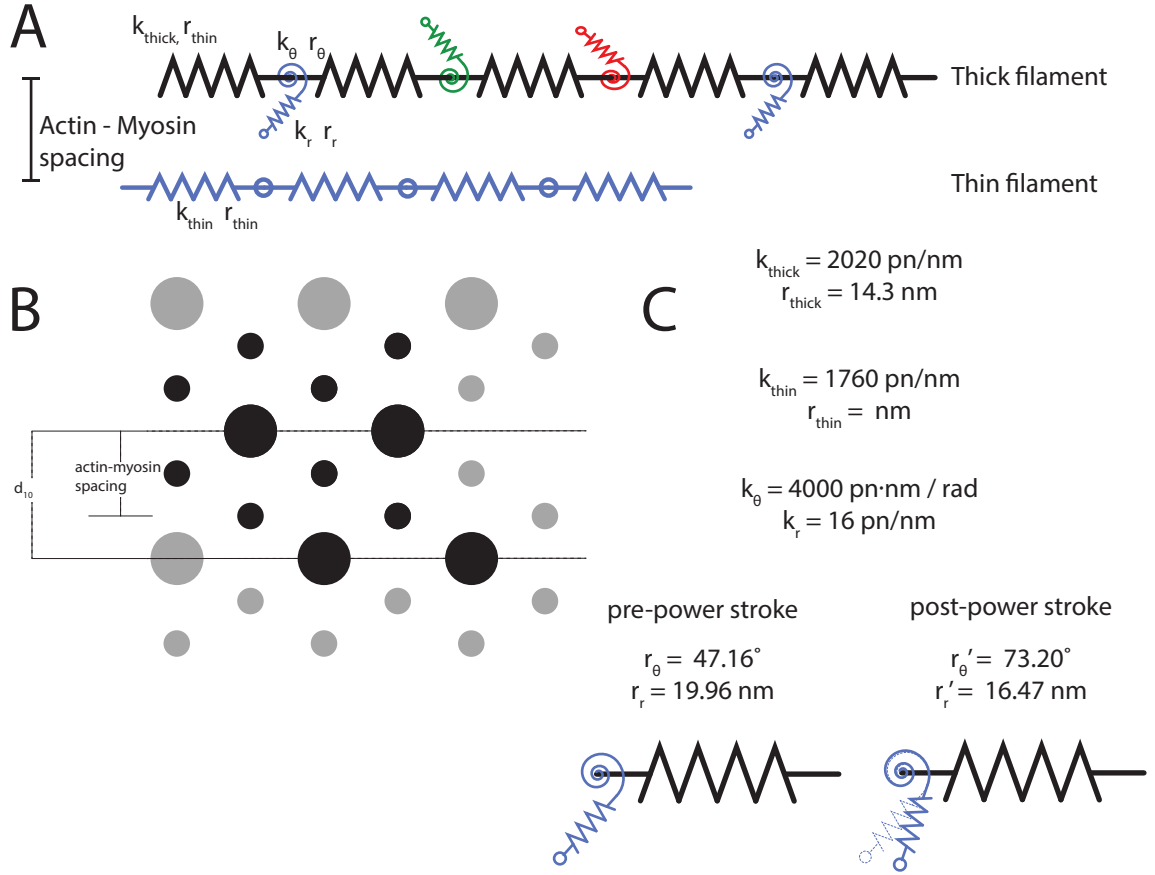 A
k_thick, r_thin
k_θ r_θ
Thick filament
Actin - Myosin
spacing
k_r r_r
Thin filament
k_thin r_thin
B
C
k_thick = 2020 pn/nm
r_thick = 14.3 nm
k_thin = 1760 pn/nm
r_thin = nm
actin-myosin
spacing
d_10
k_θ = 4000 pn·nm / rad
k_r = 16 pn/nm
pre-power stroke
r_θ = 47.16°
r_r = 19.96 nm
post-power stroke
r_θ’ = 73.20°
r_r’ = 16.47 nm